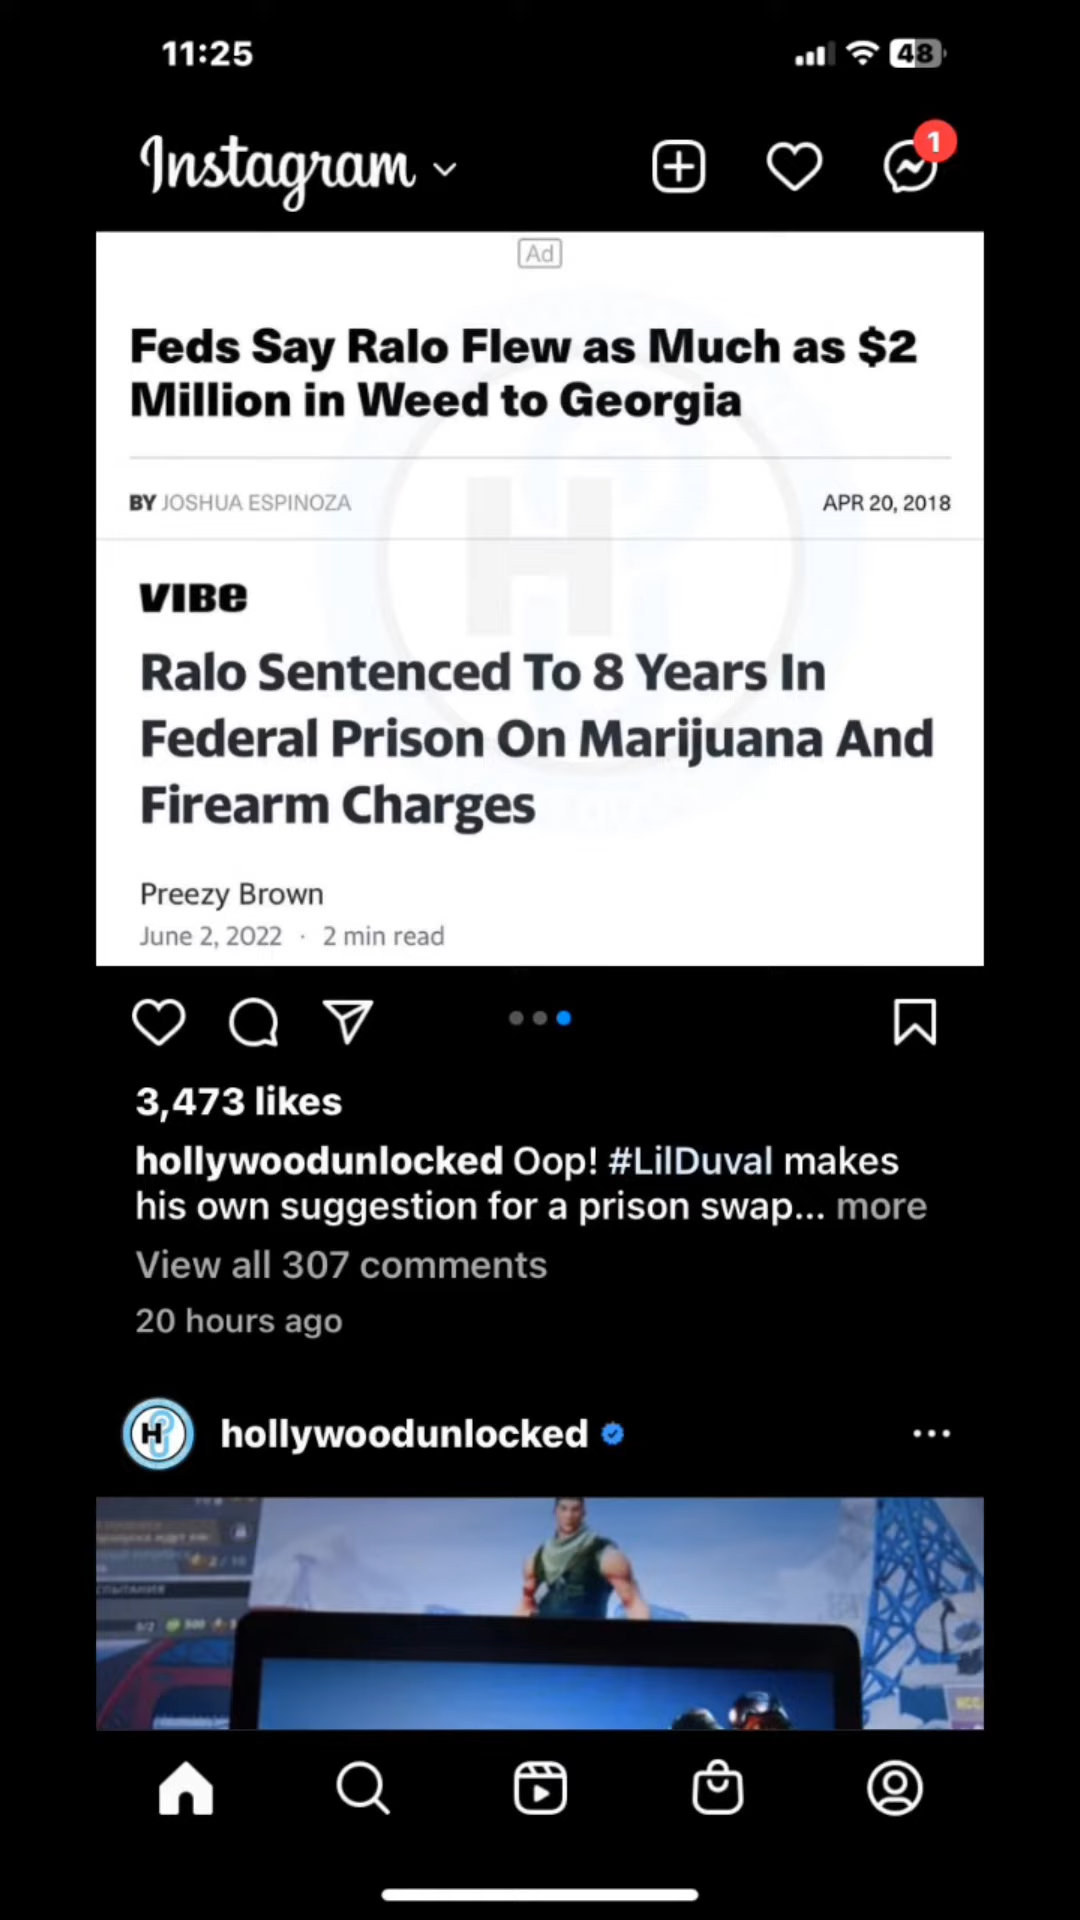 11:25
48
Instagram
1
Ad
Feds Say Ralo Flew as Much as $2
Million in Weed to Georgia
BY JOSHUA ESPINOZA
APR 20, 2018
H
VIBe
Ralo Sentenced To 8 Years In
Federal Prison On Marijuana And
Firearm Charges
Preezy Brown
June 2, 2022 · 2 min read
3,473 likes
hollywoodunlocked Oop! #LilDuval makes
his own suggestion for a prison swap... more
View all 307 comments
20 hours ago
H
hollywoodunlocked